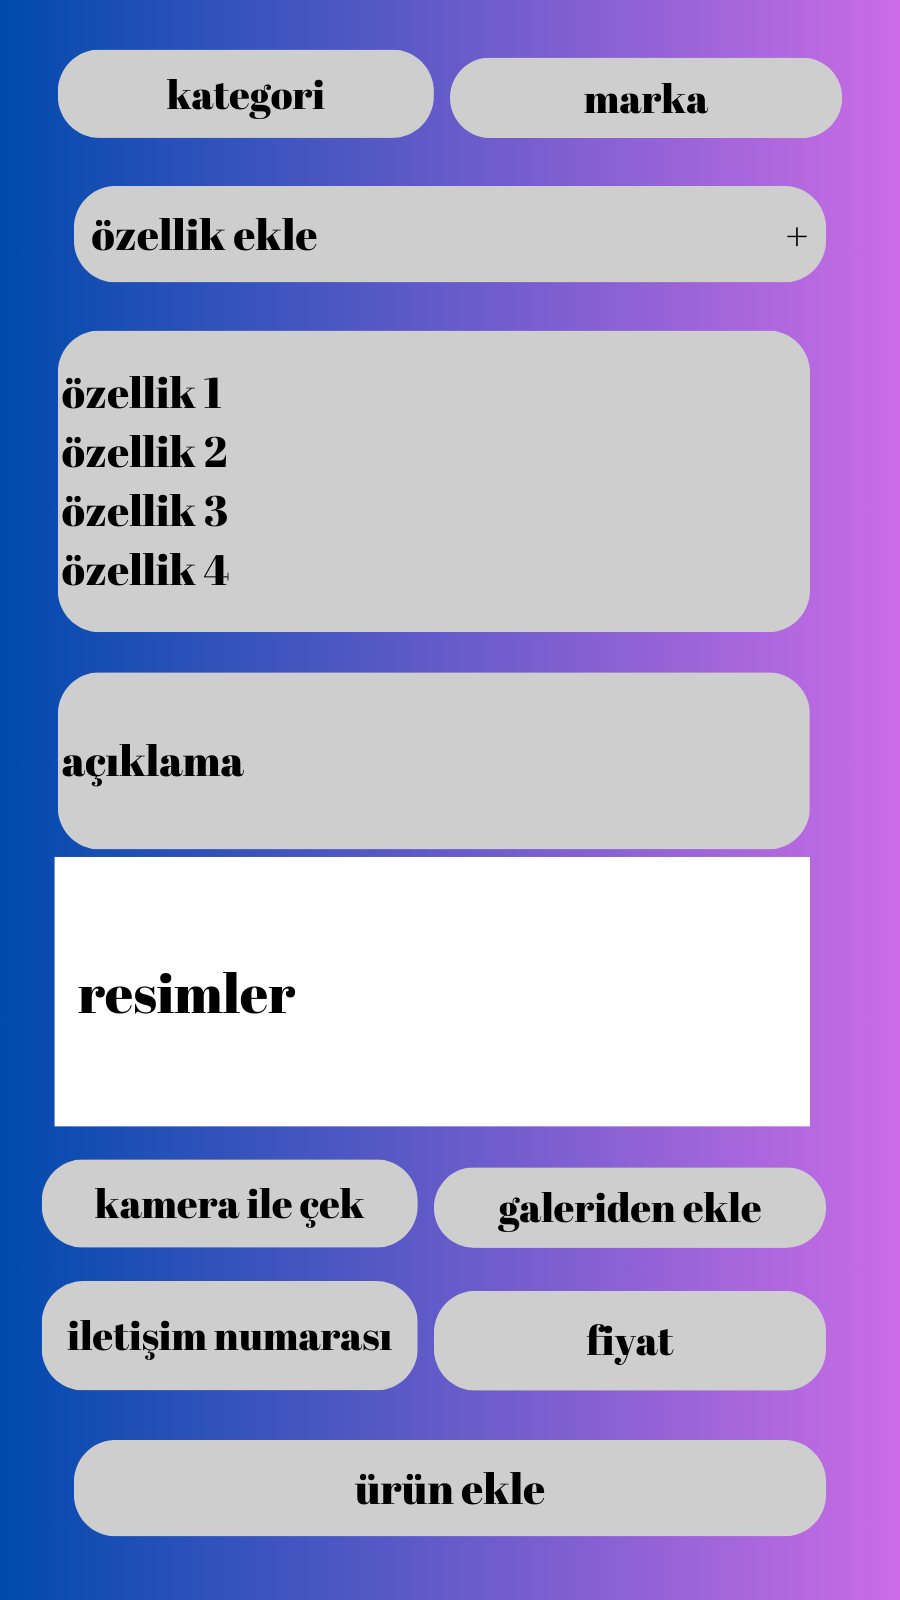 kategori
marka
özellik ekle +
özellik 1
özellik 2
özellik 3
özellik 4
açıklama
resimler
kamera ile çek
galeriden ekle
iletişim numarası
fiyat
ürün ekle